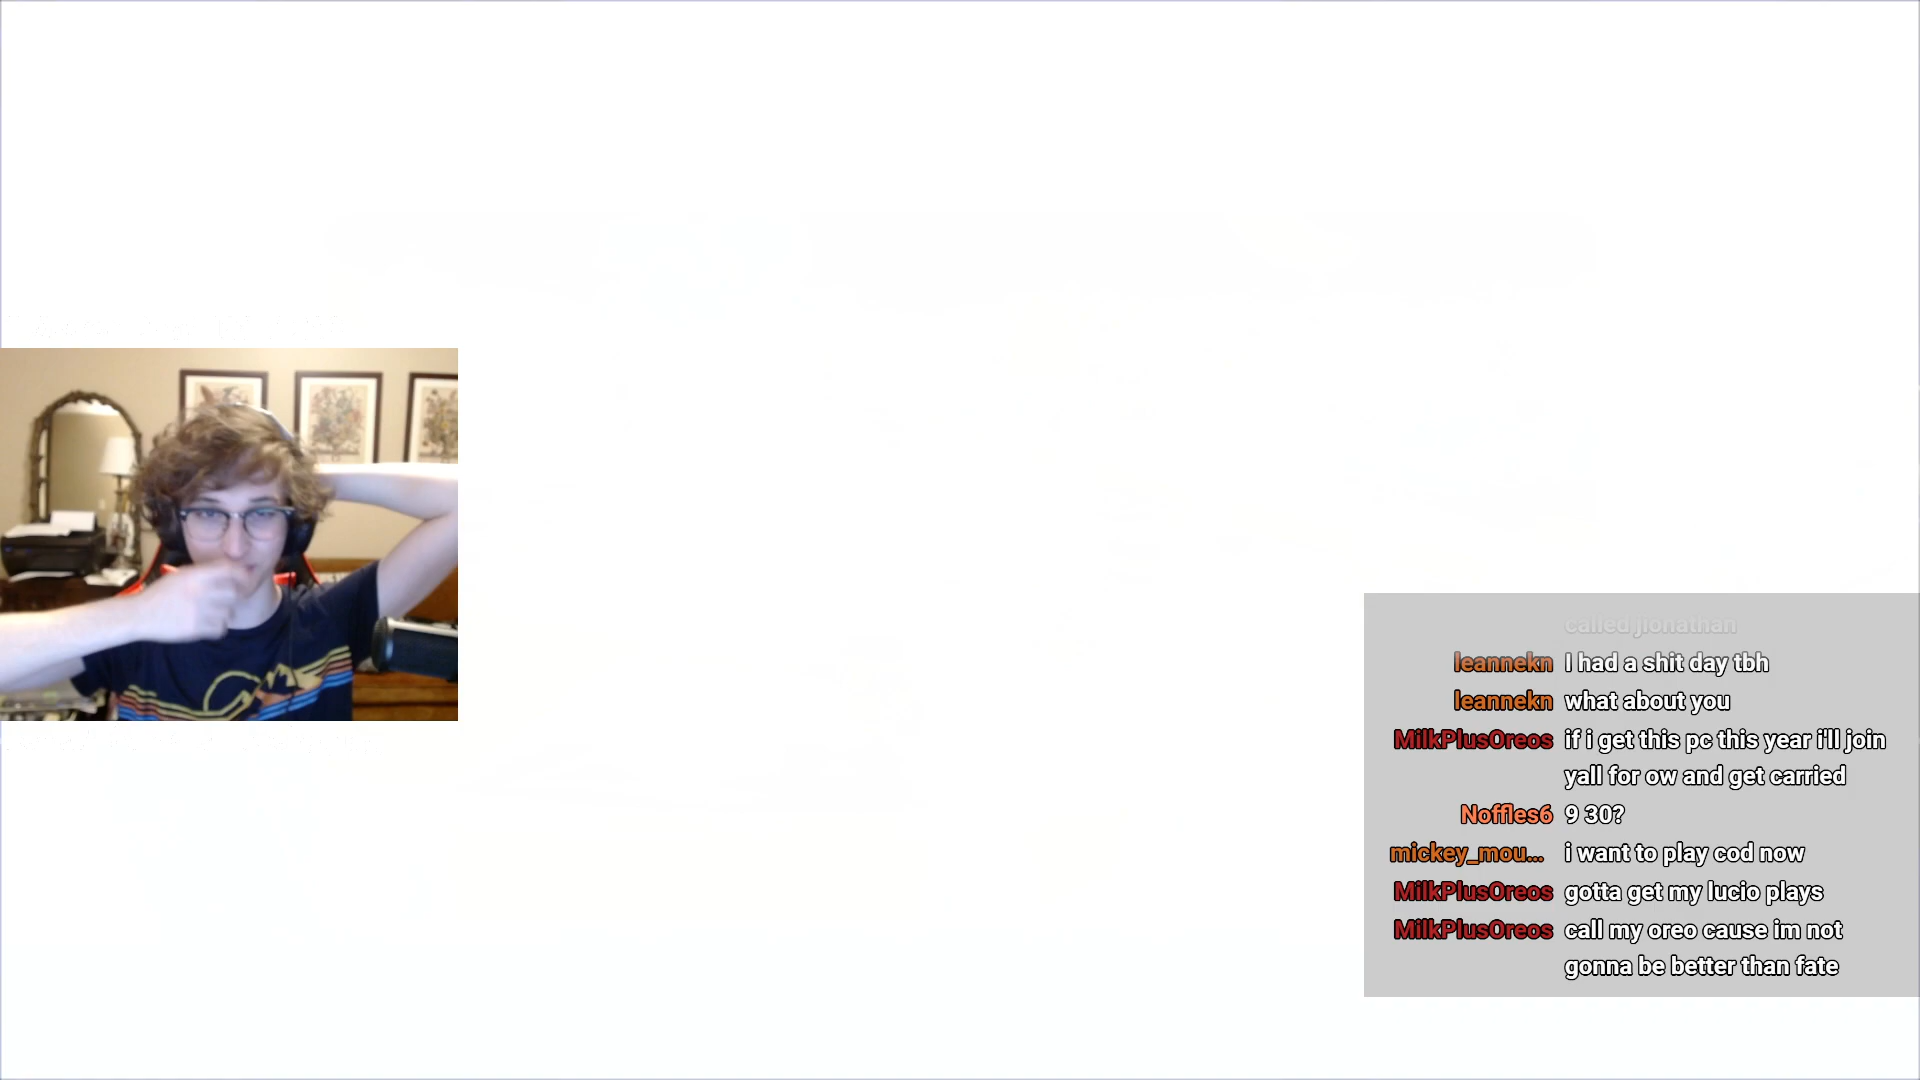 called jionathan
leannekn I had a shit day tbh
leannekn what about you
MilkPlusOreos if i get this pc this year i'll join
yall for ow and get carried
Noffles6 9 30?
mickey_mou... i want to play cod now
MilkPlusOreos gotta get my lucio plays
MilkPlusOreos call my oreo cause im not
gonna be better than fate